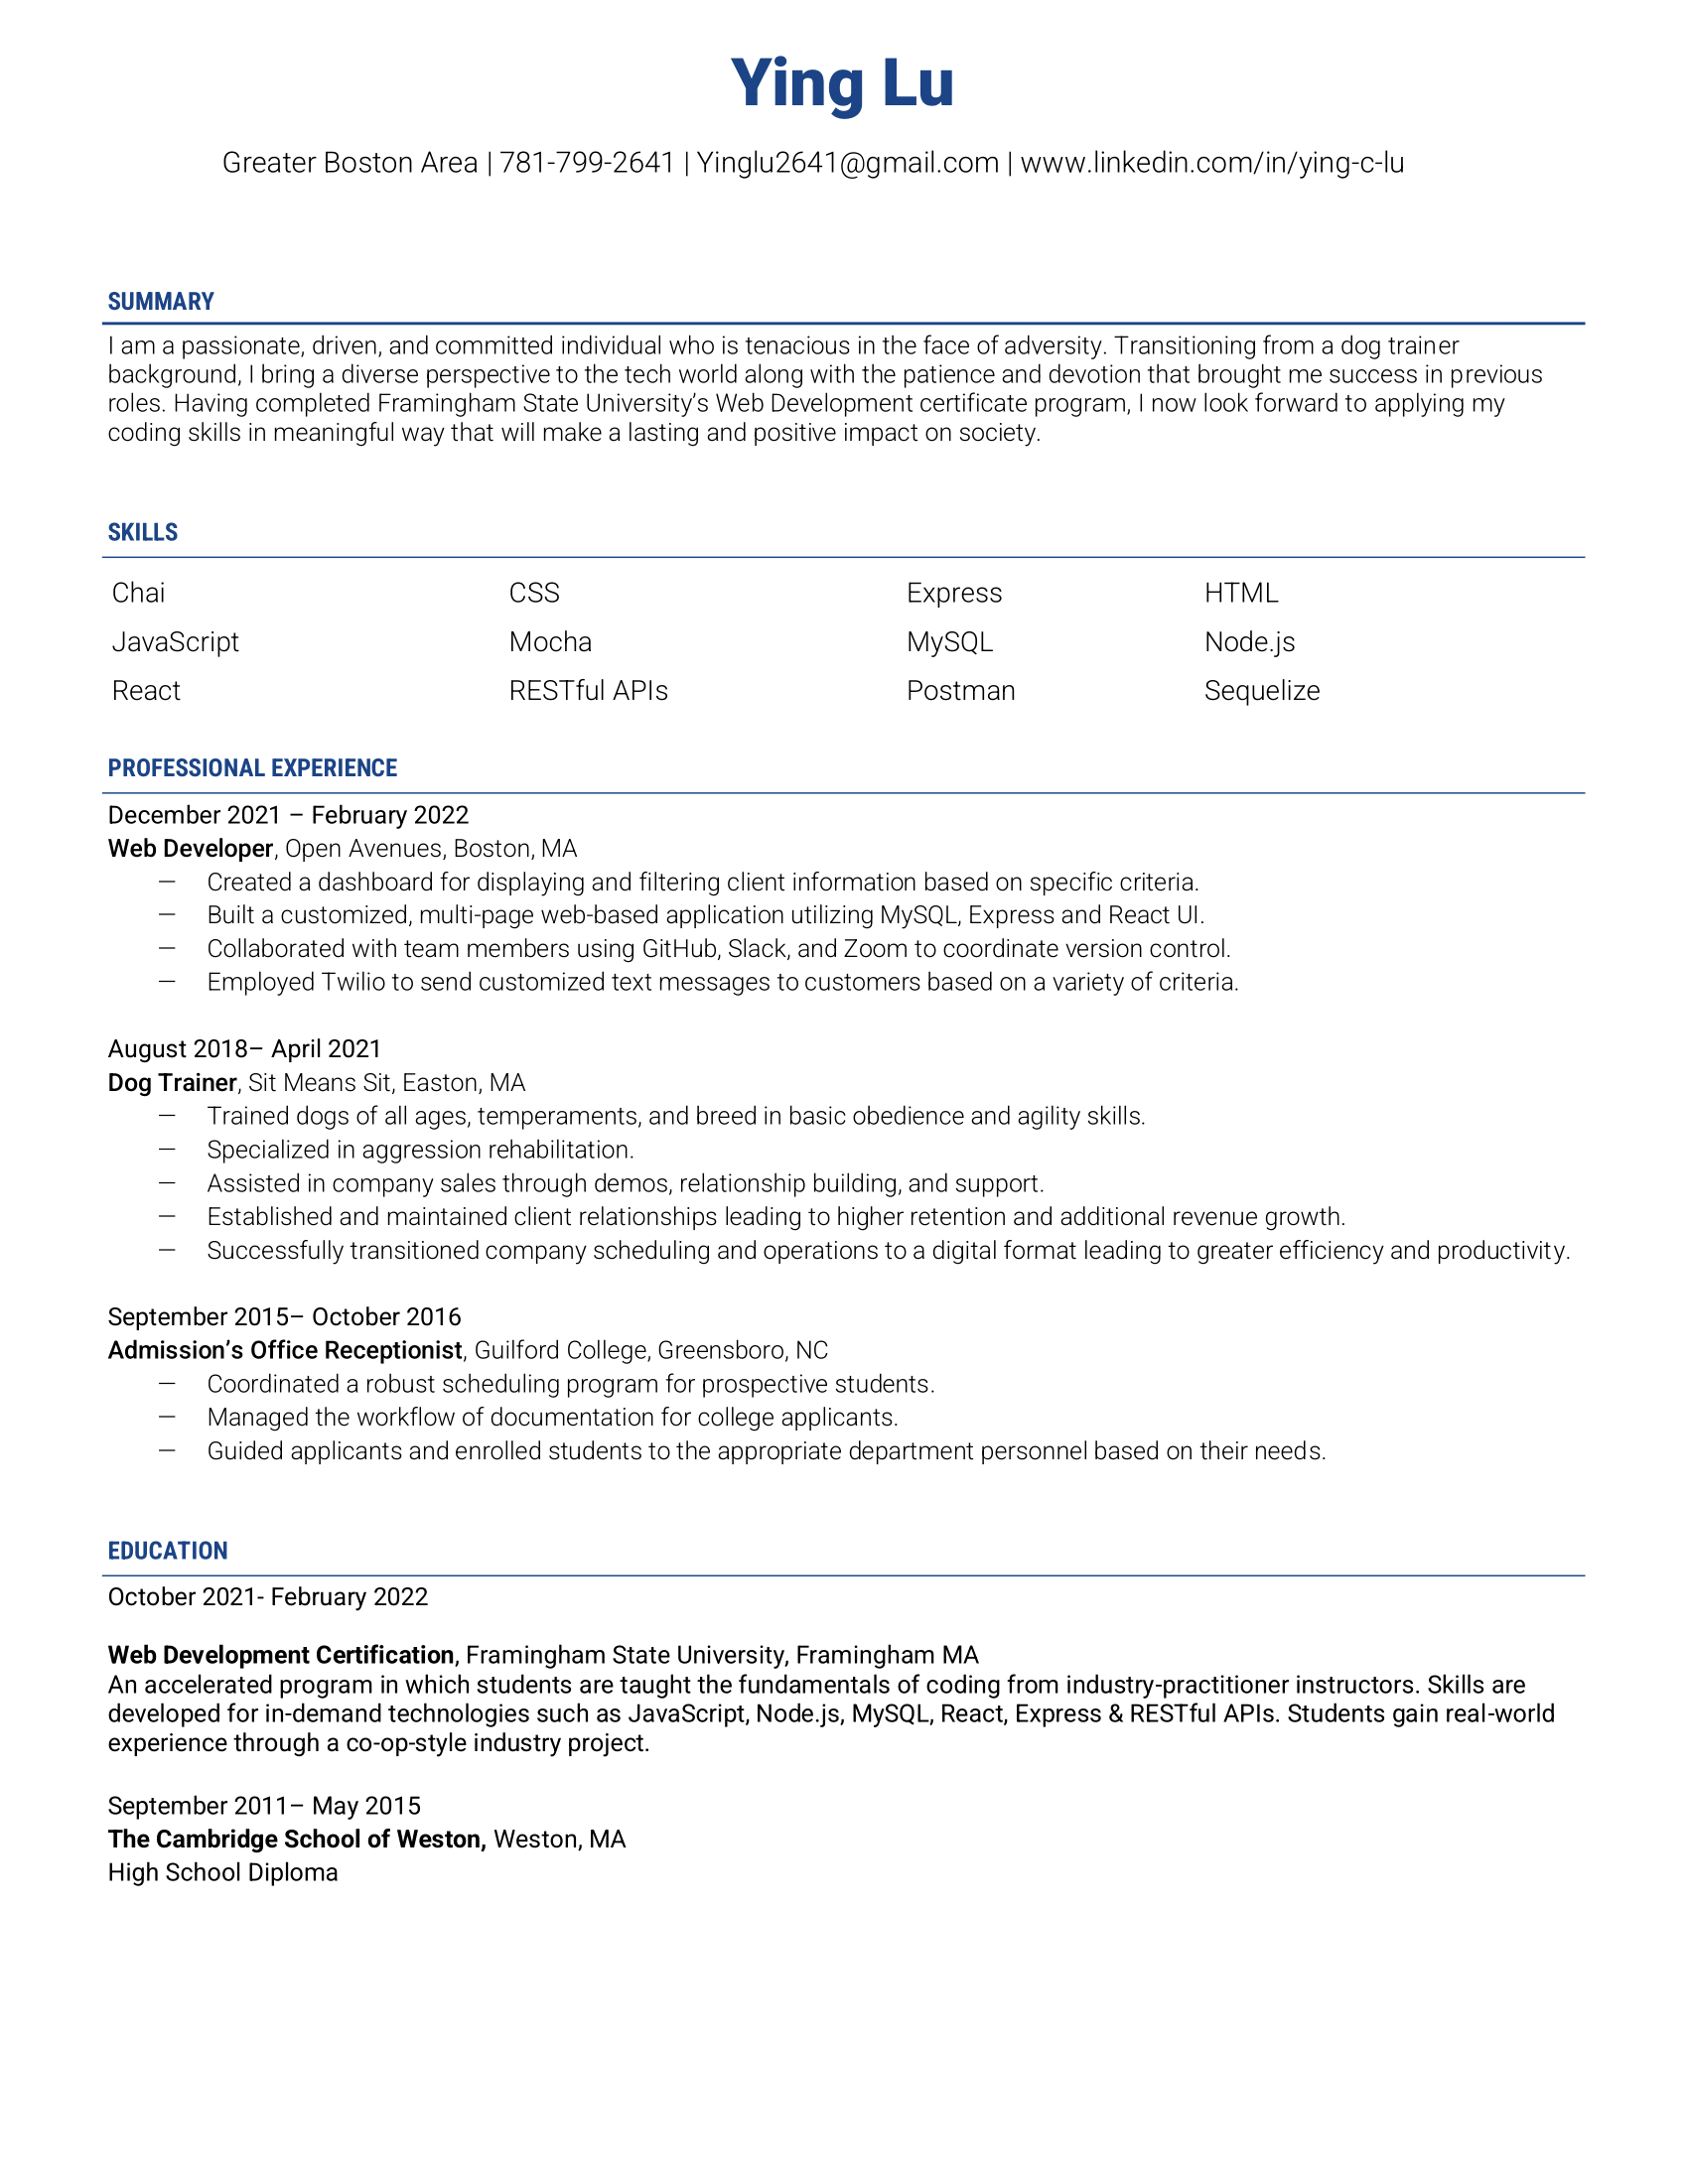 Ying Lu
Greater Boston Area | 781-799-2641 | Yinglu2641@gmail.com | www.linkedin.com/in/ying-c-lu
SUMMARY
I am a passionate, driven, and committed individual who is tenacious in the face of adversity. Transitioning from a dog trainer
background, I bring a diverse perspective to the tech world along with the patience and devotion that brought me success in previous
roles. Having completed Framingham State University’s Web Development certificate program, I now look forward to applying my
coding skills in meaningful way that will make a lasting and positive impact on society.
SKILLS
Chai CSS Express HTML
JavaScript Mocha MySQL Node.js
React RESTful APIs Postman Sequelize
PROFESSIONAL EXPERIENCE
December 2021 – February 2022
Web Developer, Open Avenues, Boston, MA
— Created a dashboard for displaying and filtering client information based on specific criteria.
— Built a customized, multi-page web-based application utilizing MySQL, Express and React UI.
— Collaborated with team members using GitHub, Slack, and Zoom to coordinate version control.
— Employed Twilio to send customized text messages to customers based on a variety of criteria.
August 2018– April 2021
Dog Trainer, Sit Means Sit, Easton, MA
— Trained dogs of all ages, temperaments, and breed in basic obedience and agility skills.
— Specialized in aggression rehabilitation.
— Assisted in company sales through demos, relationship building, and support.
— Established and maintained client relationships leading to higher retention and additional revenue growth.
— Successfully transitioned company scheduling and operations to a digital format leading to greater efficiency and productivity.
September 2015– October 2016
Admission’s Office Receptionist, Guilford College, Greensboro, NC
— Coordinated a robust scheduling program for prospective students.
— Managed the workflow of documentation for college applicants.
— Guided applicants and enrolled students to the appropriate department personnel based on their needs.
EDUCATION
October 2021- February 2022
Web Development Certification, Framingham State University, Framingham MA
An accelerated program in which students are taught the fundamentals of coding from industry-practitioner instructors. Skills are
developed for in-demand technologies such as JavaScript, Node.js, MySQL, React, Express & RESTful APIs. Students gain real-world
experience through a co-op-style industry project.
September 2011– May 2015
The Cambridge School of Weston, Weston, MA
High School Diploma